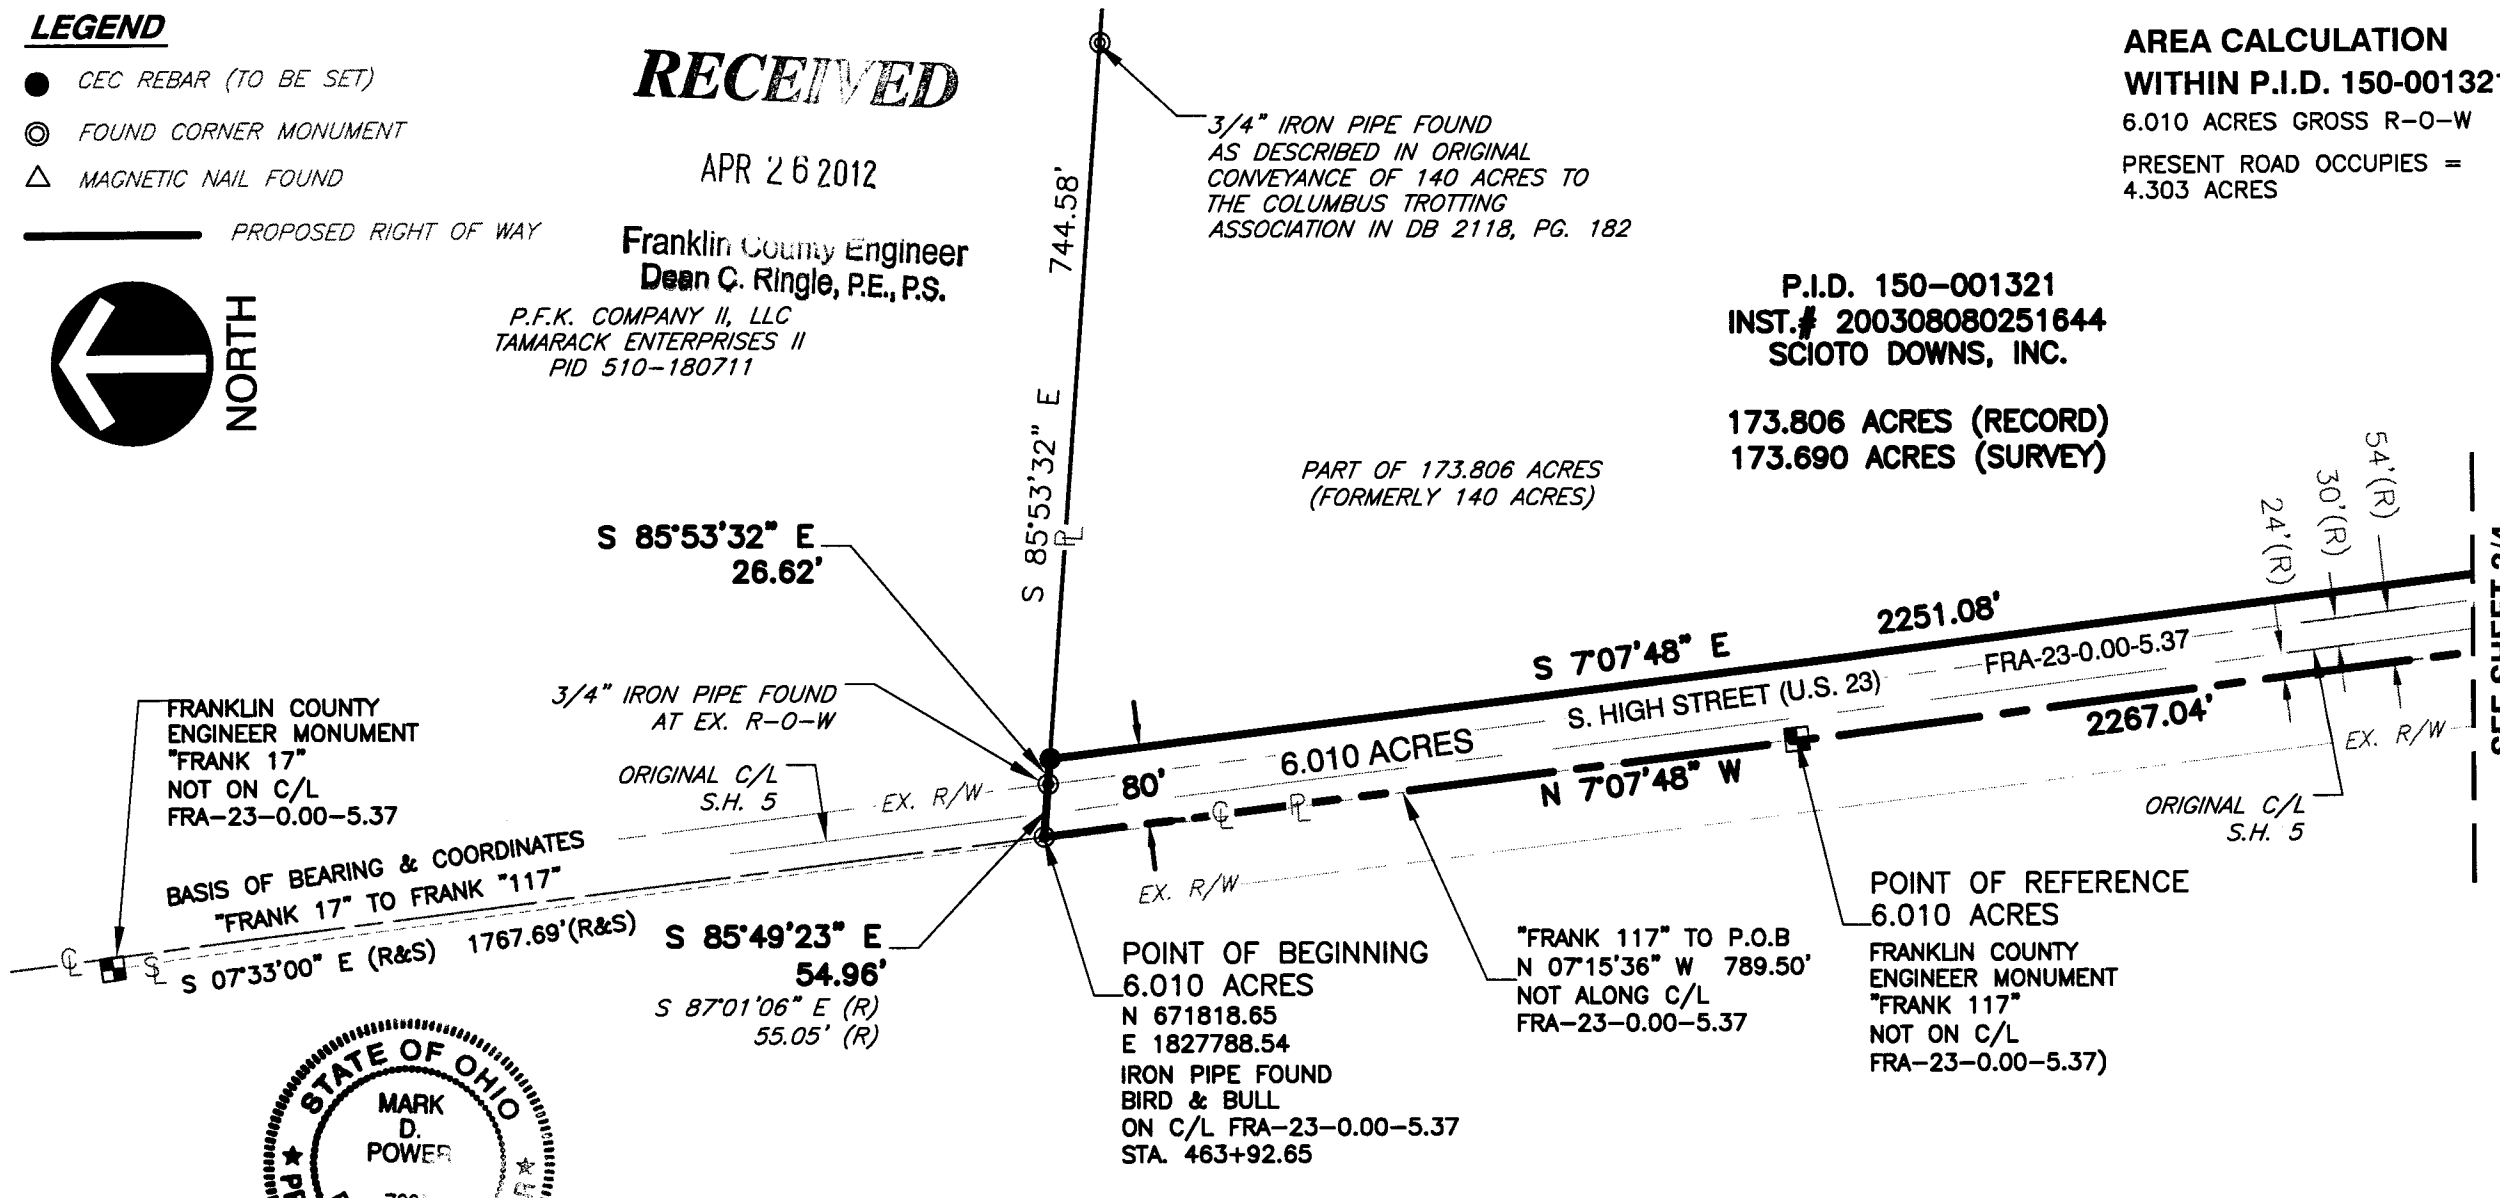 LEGEND
CEC REBAR (TO BE SET)
FOUND CORNER MONUMENT
MAGNETIC NAIL FOUND
PROPOSED RIGHT OF WAY
NORTH
RECEIVED
APR 26 2012
Franklin County Engineer
Dean C. Ringle, P.E., P.S.
P.F.K. COMPANY II, LLC
TAMARACK ENTERPRISES II
PID 510-180711
3/4" IRON PIPE FOUND
AS DESCRIBED IN ORIGINAL
CONVEYANCE OF 140 ACRES TO
THE COLUMBUS TROTTING
ASSOCIATION IN DB 2118, PG. 182
AREA CALCULATION
WITHIN P.I.D. 150-001321
6.010 ACRES GROSS R-O-W
PRESENT ROAD OCCUPIES =
4.303 ACRES
P.I.D. 150-001321
INST.# 200308080251644
SCIOTO DOWNS, INC.
173.806 ACRES (RECORD)
173.690 ACRES (SURVEY)
PART OF 173.806 ACRES
(FORMERLY 140 ACRES)
S 85°53'32" E 744.58'
PL
S 85°53'32" E
26.62'
24'(R)
30'(R)
54'(R)
SEE SHEET 2/4
S 7°07'48" E 2251.08'
FRA-23-0.00-5.37
S. HIGH STREET (U.S. 23)
6.010 ACRES
80'
N 7°07'48" W 2267.04'
CL PL
EX. R/W
EX. R/W
EX. R/W
3/4" IRON PIPE FOUND
AT EX. R-O-W
ORIGINAL C/L
S.H. 5
ORIGINAL C/L
S.H. 5
FRANKLIN COUNTY
ENGINEER MONUMENT
"FRANK 17"
NOT ON C/L
FRA-23-0.00-5.37
BASIS OF BEARING & COORDINATES
"FRANK 17" TO FRANK "117"
CL
S 07°33'00" E (R&S) 1767.69'(R&S)
S 85°49'23" E
54.96'
S 87°01'06" E (R)
55.05' (R)
POINT OF BEGINNING
6.010 ACRES
N 671818.65
E 1827788.54
IRON PIPE FOUND
BIRD & BULL
ON C/L FRA-23-0.00-5.37
STA. 463+92.65
"FRANK 117" TO P.O.B
N 07°15'36" W 789.50'
NOT ALONG C/L
FRA-23-0.00-5.37
POINT OF REFERENCE
6.010 ACRES
FRANKLIN COUNTY
ENGINEER MONUMENT
"FRANK 117"
NOT ON C/L
FRA-23-0.00-5.37)
STATE OF OHIO
MARK
D.
POWER